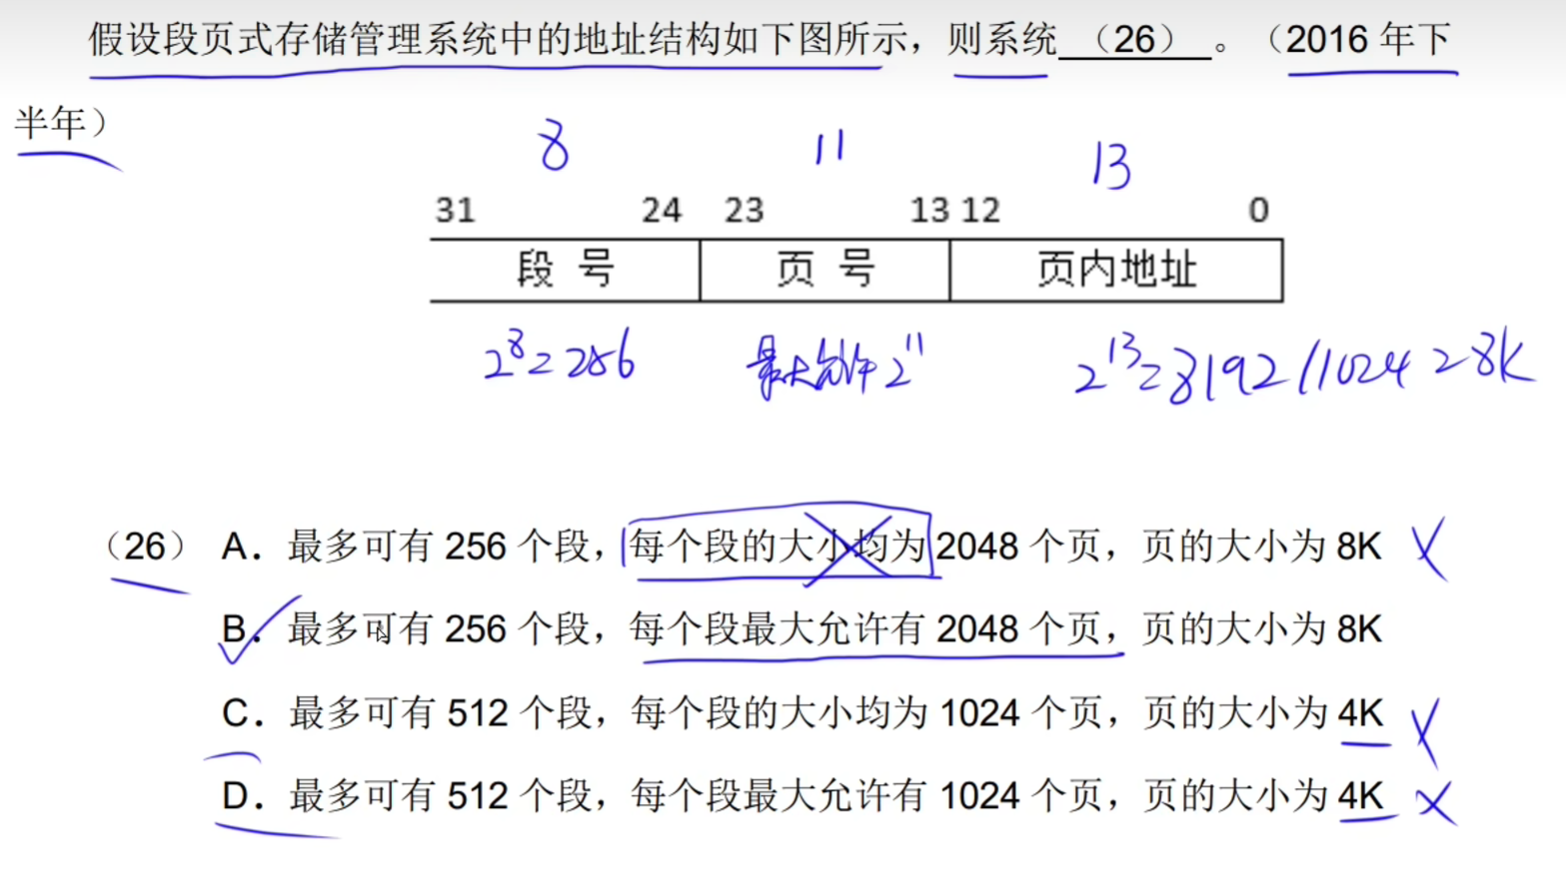 假设段页式存储管理系统中的地址结构如下图所示，则系统 （26） 。（2016 年下
半年）
8 11 13
31 24 23 13 12 0
段 号 页 号 页内地址
2⁸=256 最大允许 2¹¹ 2¹³=8192/1024=8K
（26） A. 最多可有 256 个段，每个段的大小均为 2048 个页，页的大小为 8K
B. 最多可有 256 个段，每个段最大允许有 2048 个页，页的大小为 8K
C. 最多可有 512 个段，每个段的大小均为 1024 个页，页的大小为 4K
D. 最多可有 512 个段，每个段最大允许有 1024 个页，页的大小为 4K